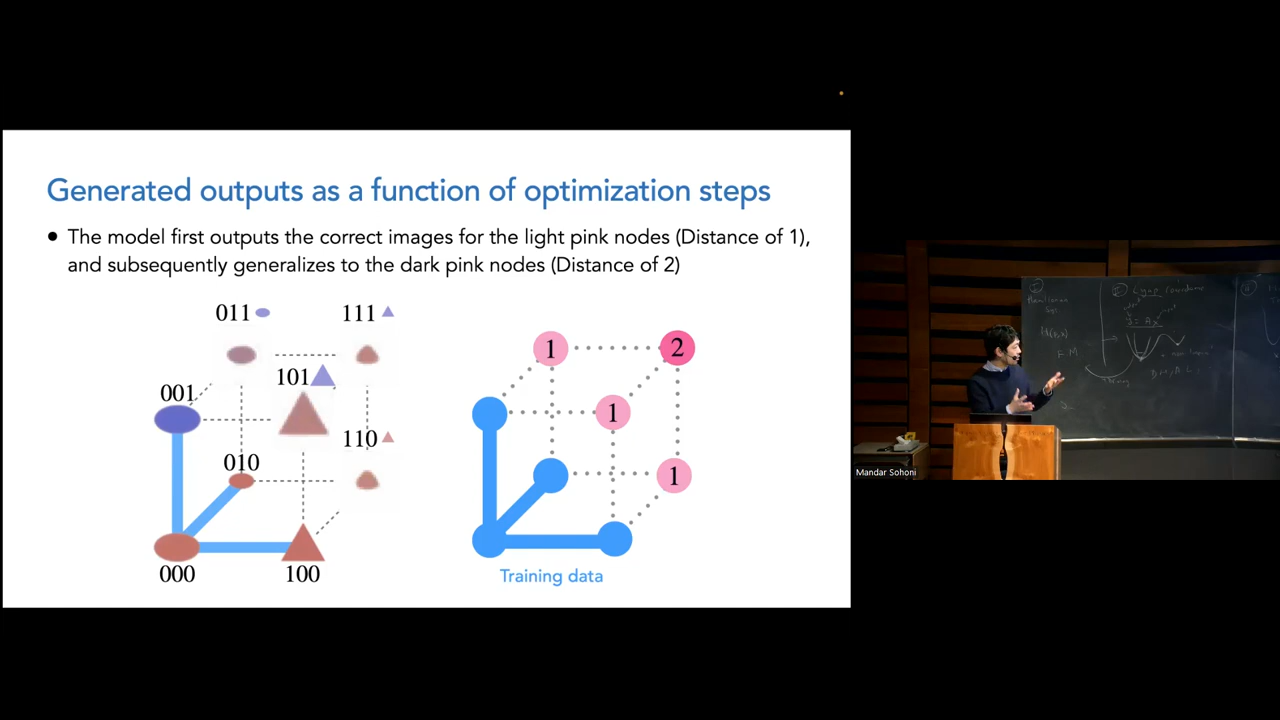 Generated outputs as a function of optimization steps
• The model first outputs the correct images for the light pink nodes (Distance of 1),
and subsequently generalizes to the dark pink nodes (Distance of 2)
011
111
101
001
110
010
000
100
1
2
1
1
Training data
Mandar Sohoni